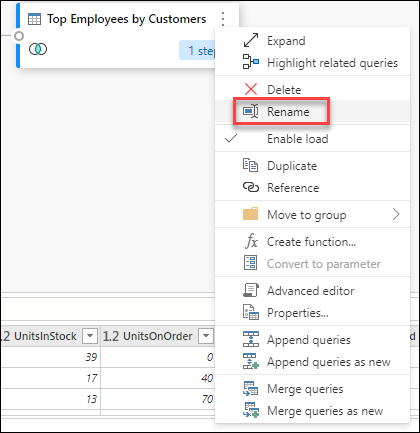 Top Employees by Customers
1 step
Expand
Highlight related queries
Delete
Rename
Enable load
Duplicate
Reference
Move to group
fx Create function...
Convert to parameter
Advanced editor
Properties...
Append queries
Append queries as new
Merge queries
Merge queries as new
1.2 UnitsInStock 1.2 UnitsOnOrder
39 0
17 40
13 70